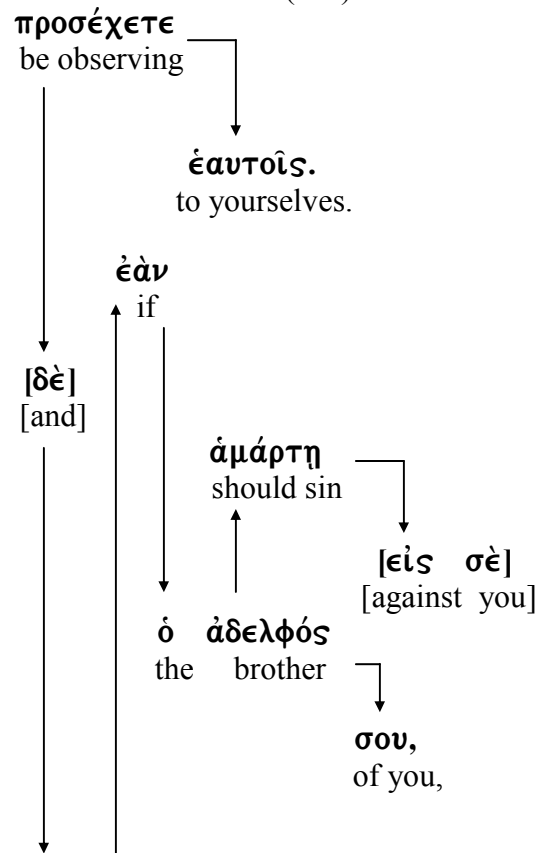 προσέχετε
be observing
ἑαυτοῖς.
to yourselves.
ἐὰν
if
[δὲ]
[and]
ἁμάρτῃ
should sin
[εἰς σὲ]
[against you]
ὁ ἀδελφός
the brother
σου,
of you,